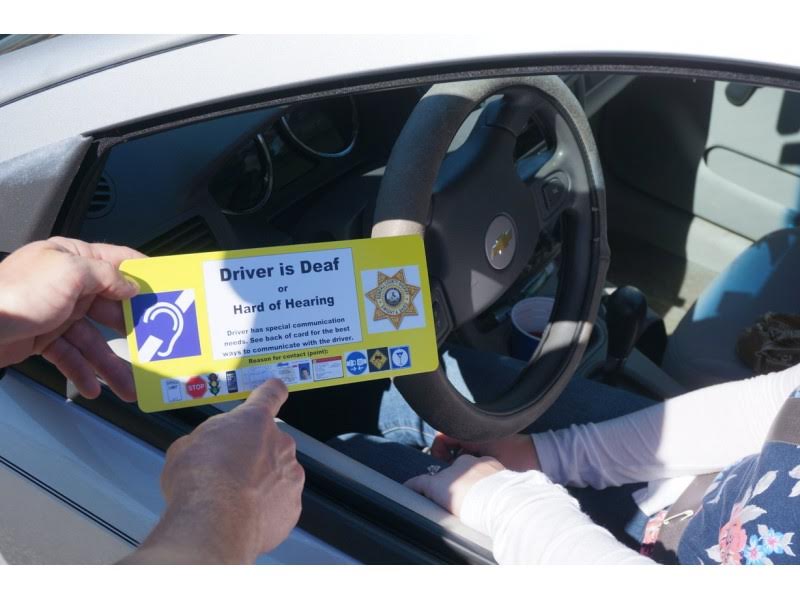 Driver is Deaf
or
Hard of Hearing
Driver has special communication
needs. See back of card for the best
ways to communicate with the driver.
Reason for contact (point):
STOP